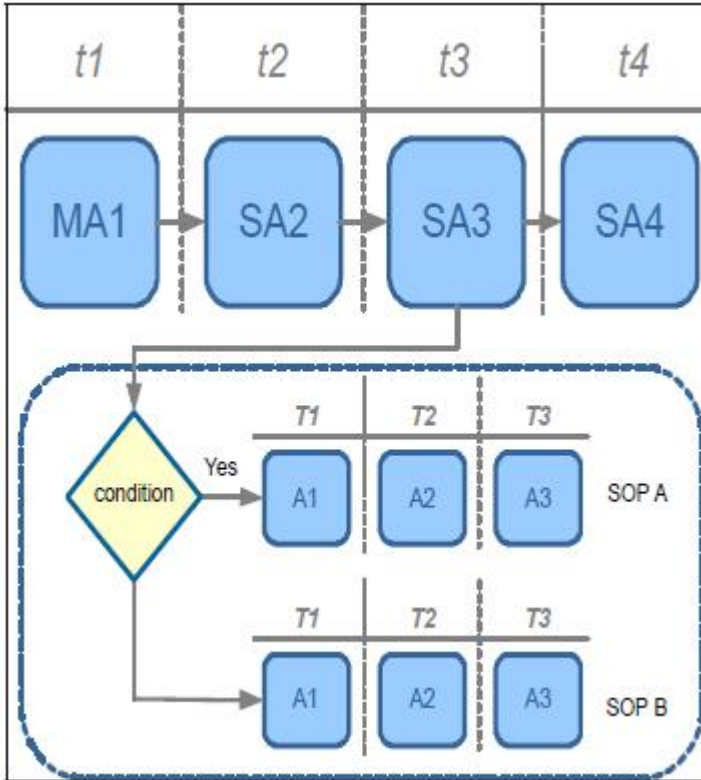 t1 t2 t3 t4
MA1 SA2 SA3 SA4
T1 T2 T3
Yes
condition
A1 A2 A3 SOP A
T1 T2 T3
A1 A2 A3 SOP B